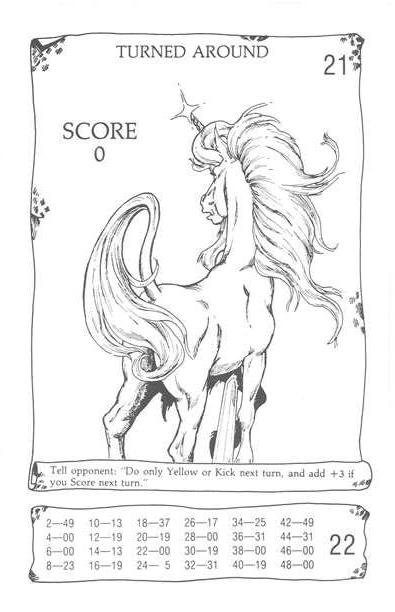 TURNED AROUND
21
SCORE
0
Tell opponent: "Do only Yellow or Kick next turn, and add +3 if
you Score next turn."
2—49 10—13 18—37 26—17 34—25 42—49
4—00 12—19 20—19 28—00 36—31 44—31
6—00 14—13 22—00 30—19 38—00 46—00
8—23 16—19 24— 5 32—31 40—19 48—00
22